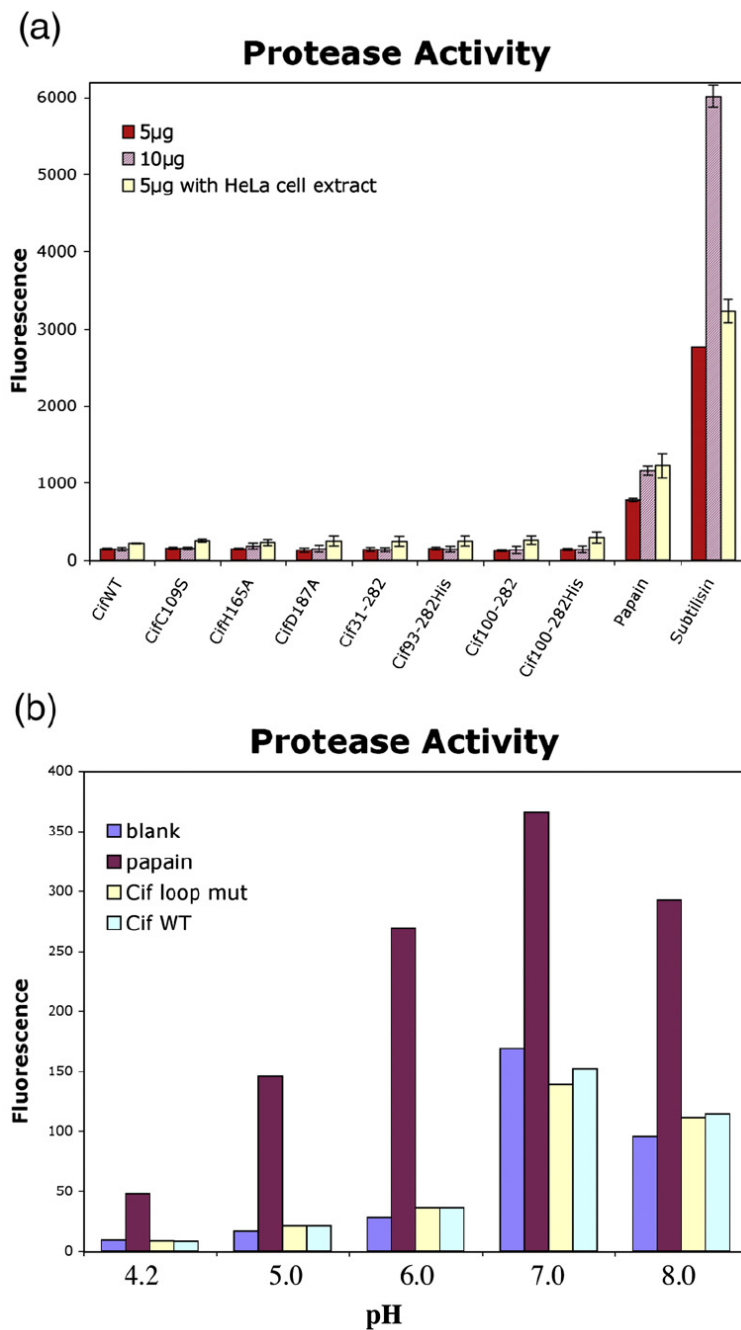 (a)
Protease Activity
6000
5000
4000
3000
2000
1000
0
Fluorescence
5µg
10µg
5µg with HeLa cell extract
CifWT
CifC109S
CifH165A
CifD187A
Cif31-282
Cif93-282His
Cif100-282
Cif100-282His
Papain
Subtilisin
(b)
Protease Activity
400
350
300
250
200
150
100
50
0
Fluorescence
blank
papain
Cif loop mut
Cif WT
4.2 5.0 6.0 7.0 8.0
pH